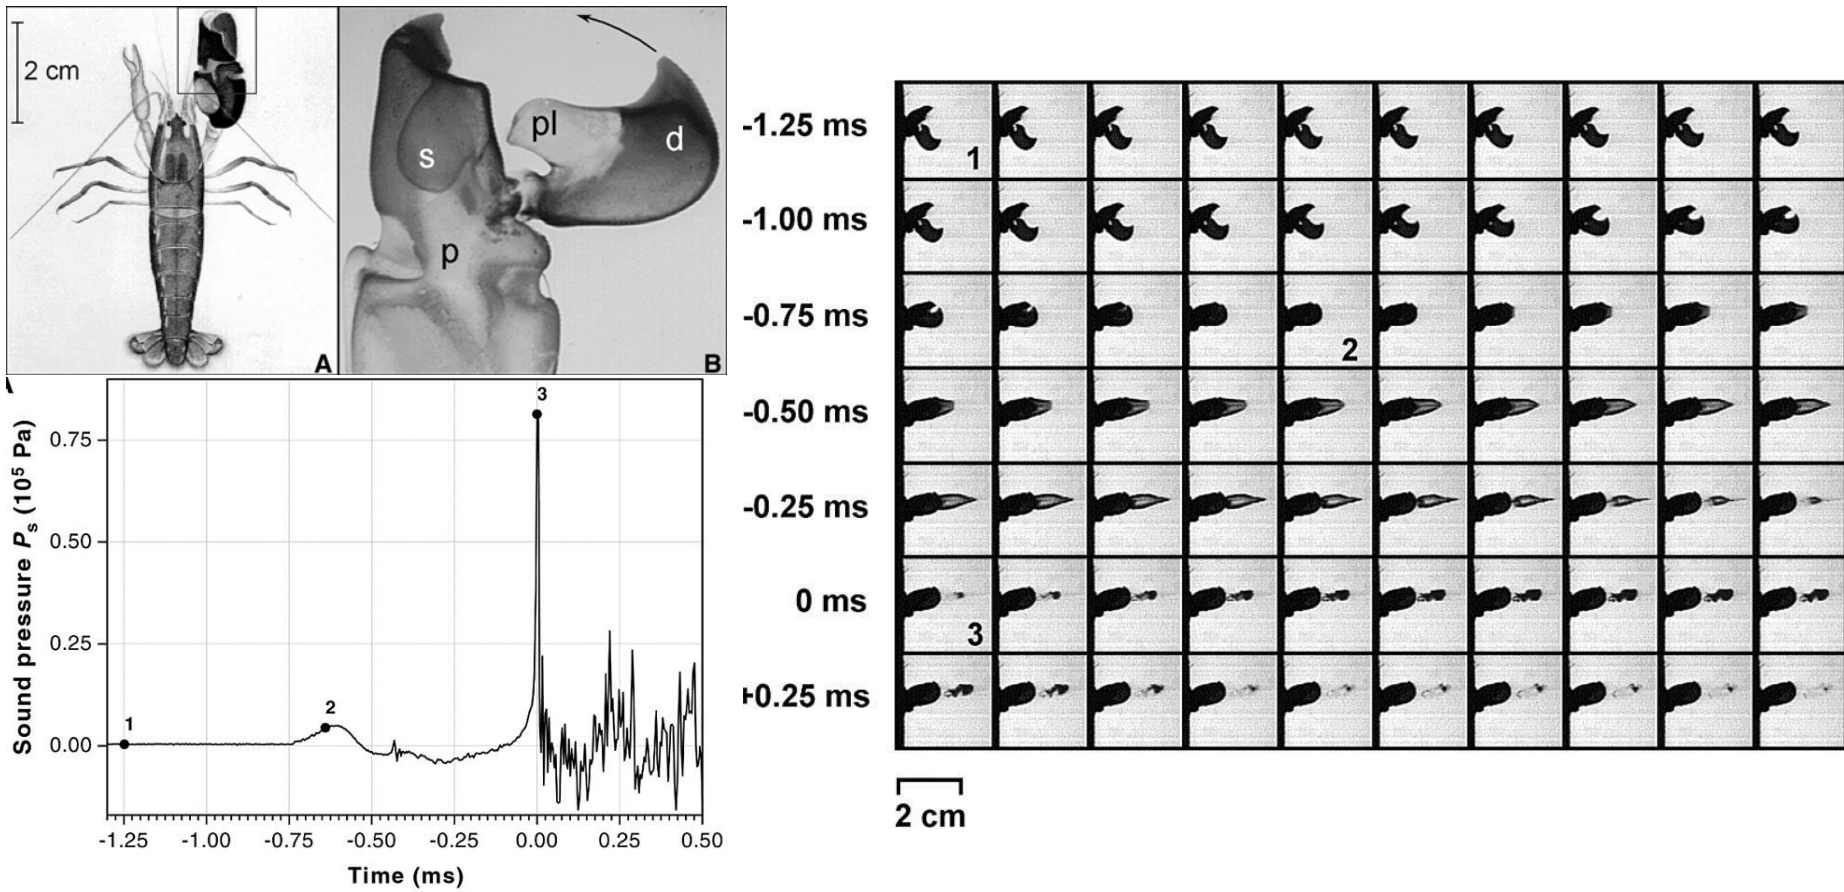 2 cm
A
s
pl
d
p
B
3
Sound pressure Ps (10⁵ Pa)
0.75
0.50
0.25
0.00
1
2
-1.25 -1.00 -0.75 -0.50 -0.25 0.00 0.25 0.50
Time (ms)
-1.25 ms
1
-1.00 ms
-0.75 ms
2
-0.50 ms
-0.25 ms
0 ms
3
+0.25 ms
2 cm